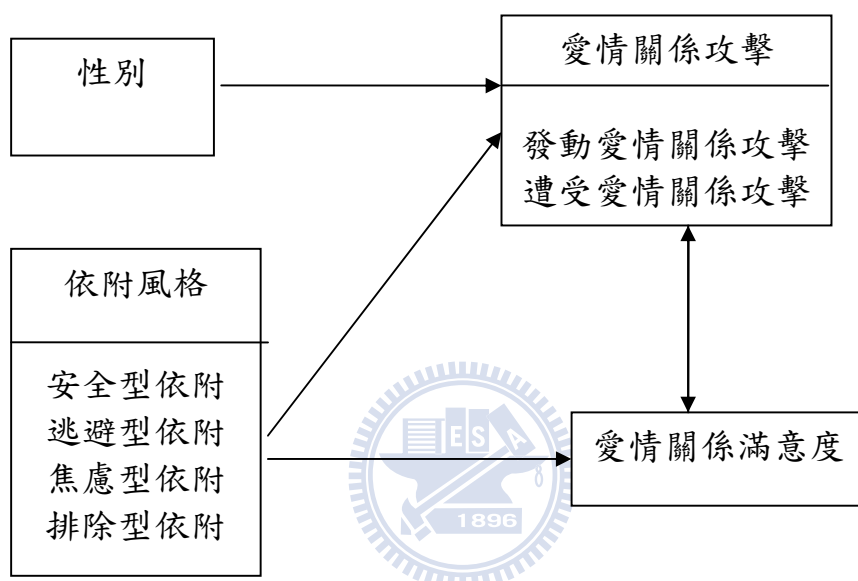 性別
愛情關係攻擊
發動愛情關係攻擊
遭受愛情關係攻擊
依附風格
安全型依附
逃避型依附
焦慮型依附
排除型依附
愛情關係滿意度
ESA
1896